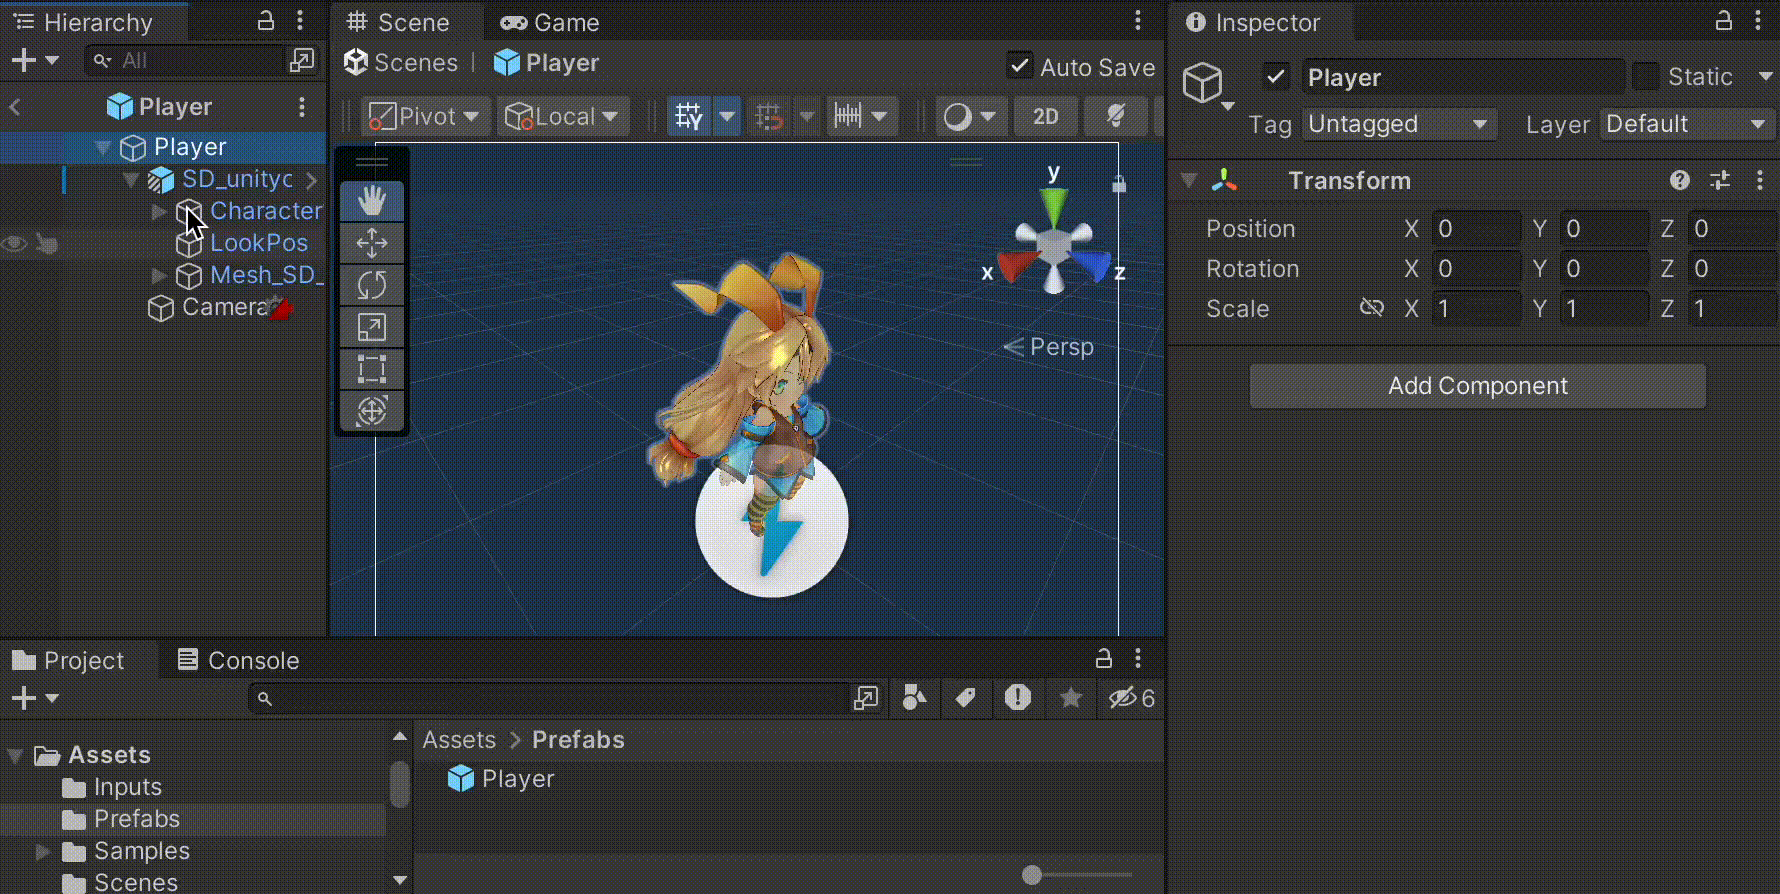 Hierarchy
All
Player
Player
SD_unityc
Character
LookPos
Mesh_SD_
Camera
Scene
Game
Scenes
Player
Auto Save
Pivot
Local
2D
y
x
z
Persp
Inspector
Player
Static
Tag
Untagged
Layer
Default
Transform
Position X 0 Y 0 Z 0
Rotation X 0 Y 0 Z 0
Scale X 1 Y 1 Z 1
Add Component
Project
Console
6
Assets
Inputs
Prefabs
Samples
Scenes
Assets > Prefabs
Player